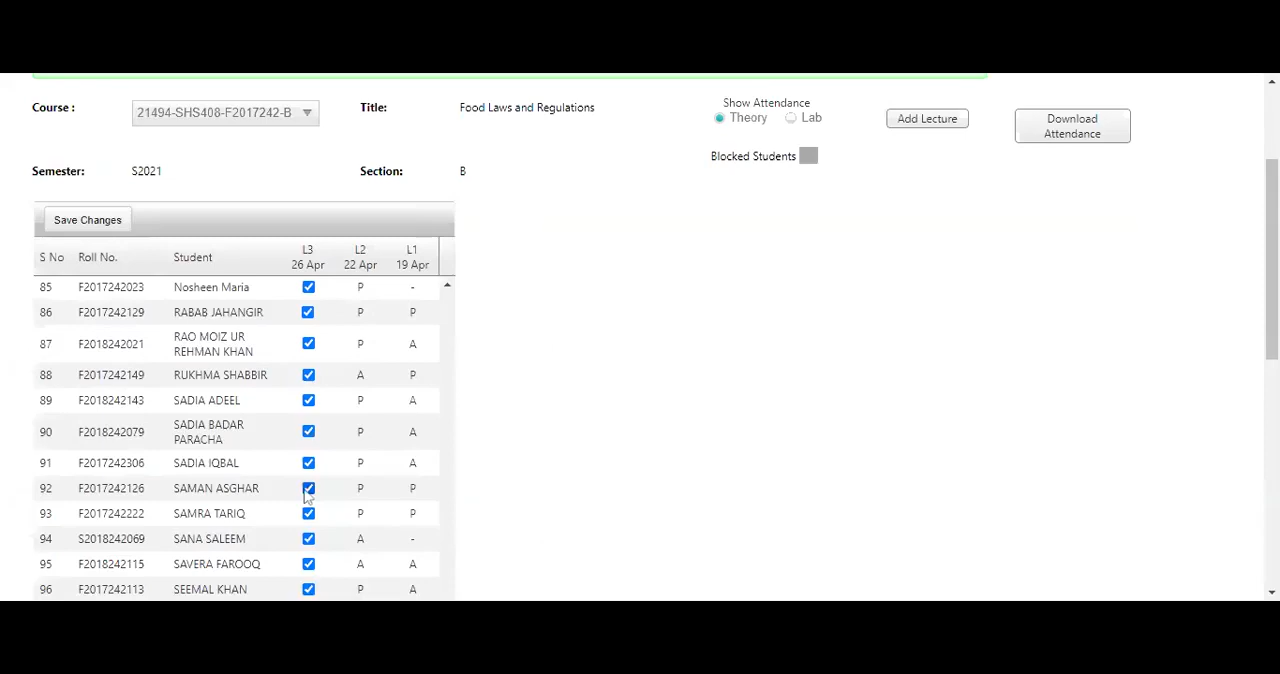 Course : 21494-SHS408-F2017242-B Title: Food Laws and Regulations
Show Attendance
Theory Lab
Add Lecture
Download
Attendance
Blocked Students
Semester: S2021 Section: B
Save Changes
S No Roll No. Student L3 26 Apr L2 22 Apr L1 19 Apr
85 F2017242023 Nosheen Maria P -
86 F2017242129 RABAB JAHANGIR P P
87 F2018242021 RAO MOIZ UR
REHMAN KHAN P A
88 F2017242149 RUKHMA SHABBIR A P
89 F2018242143 SADIA ADEEL P A
90 F2018242079 SADIA BADAR
PARACHA P A
91 F2017242306 SADIA IQBAL P A
92 F2017242126 SAMAN ASGHAR P P
93 F2017242222 SAMRA TARIQ P P
94 S2018242069 SANA SALEEM A -
95 F2018242115 SAVERA FAROOQ A A
96 F2017242113 SEEMAL KHAN P A